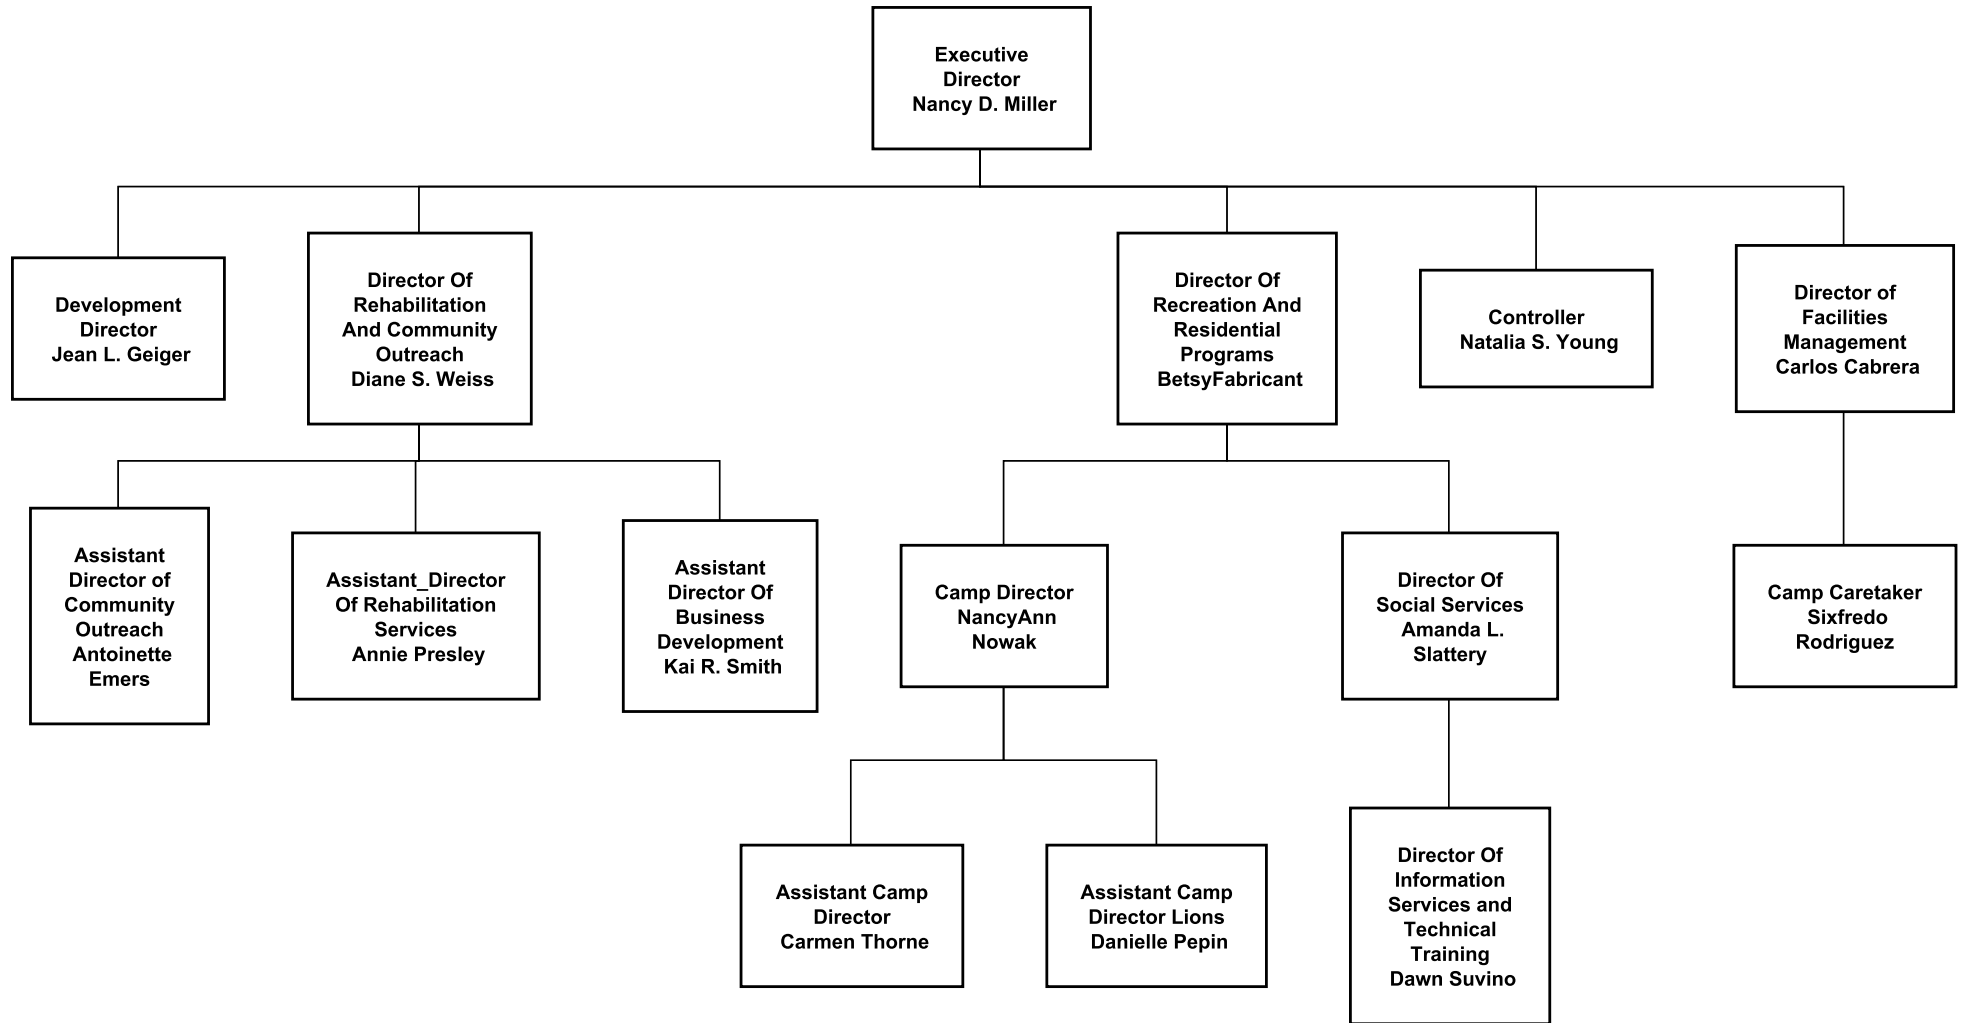 Executive
Director
Nancy D. Miller
Development
Director
Jean L. Geiger
Director Of
Rehabilitation
And Community
Outreach
Diane S. Weiss
Director Of
Recreation And
Residential
Programs
BetsyFabricant
Controller
Natalia S. Young
Director of
Facilities
Management
Carlos Cabrera
Assistant
Director of
Community
Outreach
Antoinette
Emers
Assistant_Director
Of Rehabilitation
Services
Annie Presley
Assistant
Director Of
Business
Development
Kai R. Smith
Camp Director
NancyAnn
Nowak
Director Of
Social Services
Amanda L.
Slattery
Camp Caretaker
Sixfredo
Rodriguez
Assistant Camp
Director
Carmen Thorne
Assistant Camp
Director Lions
Danielle Pepin
Director Of
Information
Services and
Technical
Training
Dawn Suvino